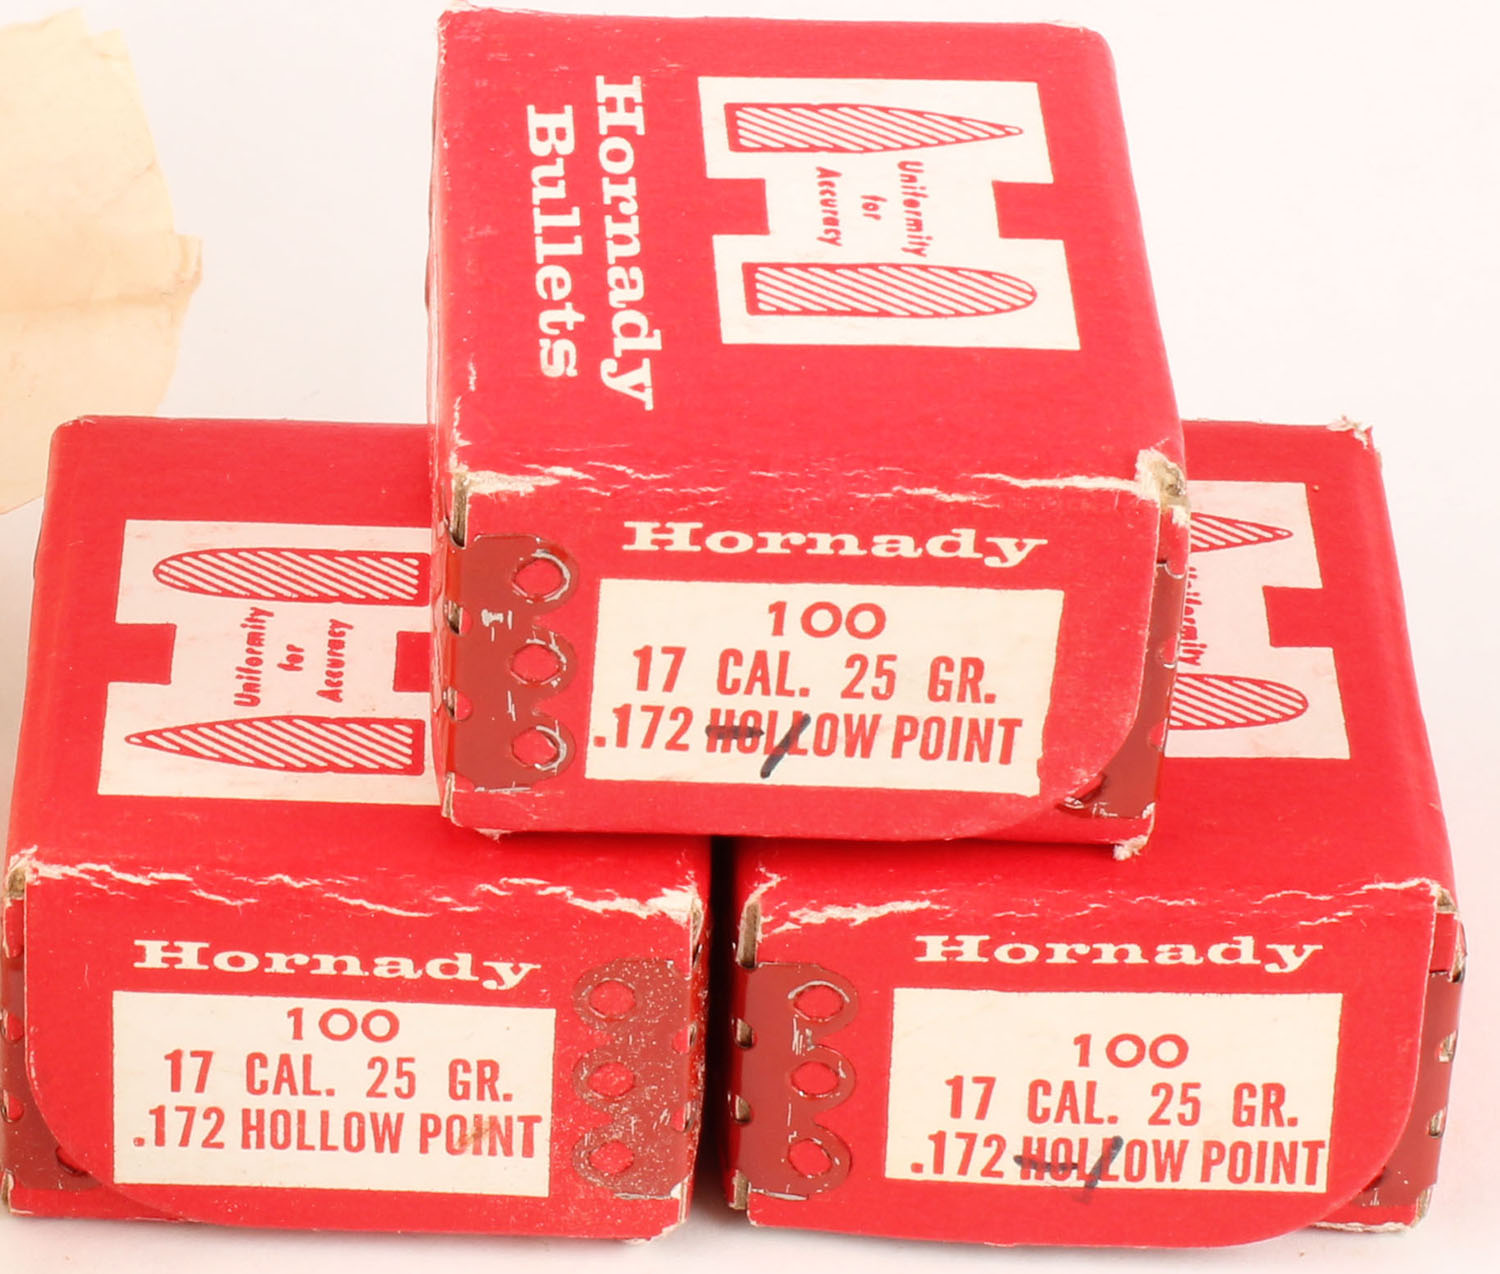 Hornady
Bullets
Uniformity
for
Accuracy
Hornady
100
17 CAL. 25 GR.
.172 HOLLOW POINT
Uniformity
for
Accuracy
Hornady
100
17 CAL. 25 GR.
.172 HOLLOW POINT
Uniformity
Hornady
100
17 CAL. 25 GR.
.172 HOLLOW POINT